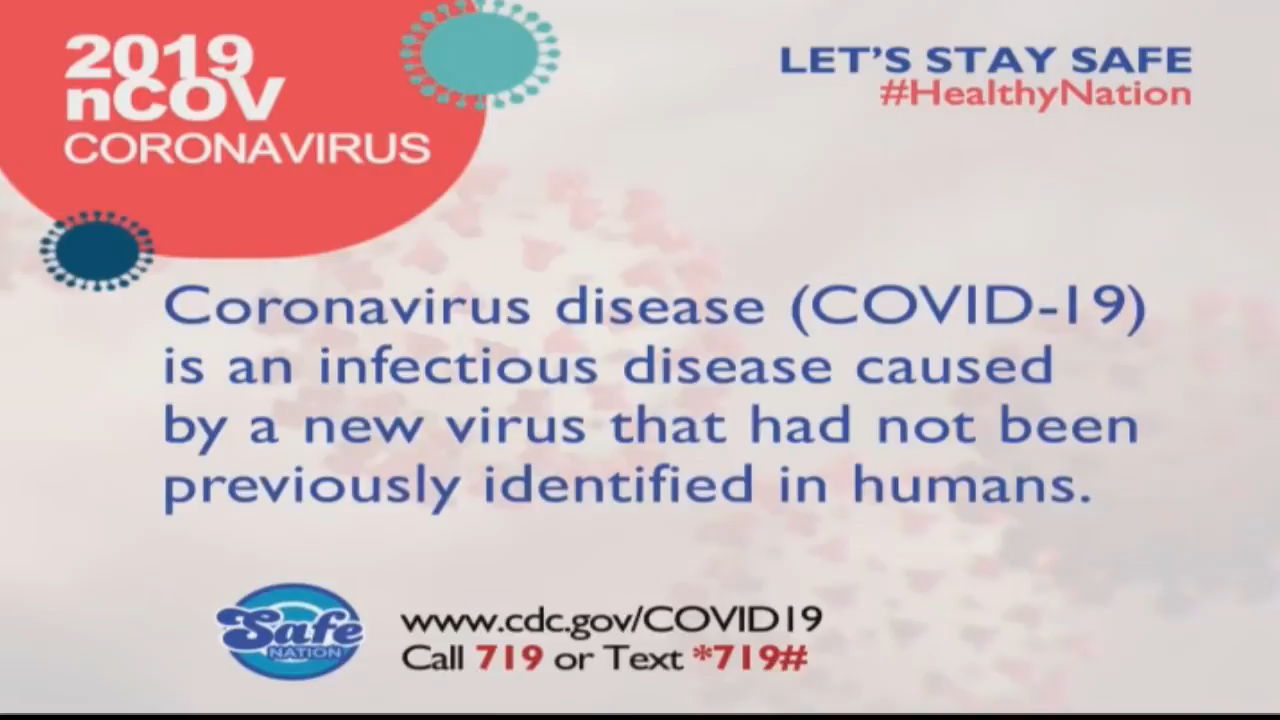 2019
nCOV
CORONAVIRUS
LET'S STAY SAFE
#HealthyNation
Coronavirus disease (COVID-19)
is an infectious disease caused
by a new virus that had not been
previously identified in humans.
Safe
NATION
www.cdc.gov/COVID19
Call 719 or Text *719#